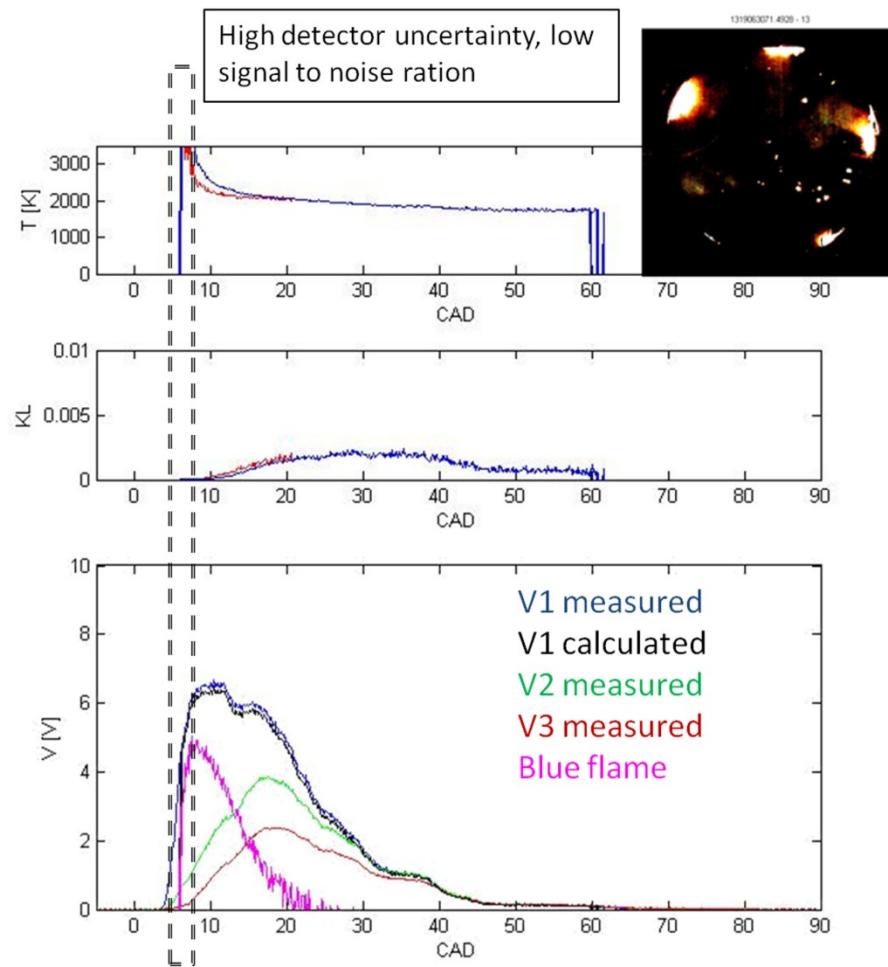 High detector uncertainty, low
signal to noise ration
1319063071.4928 - 13
3000
2000
1000
0
T [K]
0 10 20 30 40 50 60 70 80 90
CAD
0.01
0.005
0
KL
0 10 20 30 40 50 60 70 80 90
CAD
10
8
6
4
2
0
V [V]
V1 measured
V1 calculated
V2 measured
V3 measured
Blue flame
0 10 20 30 40 50 60 70 80 90
CAD